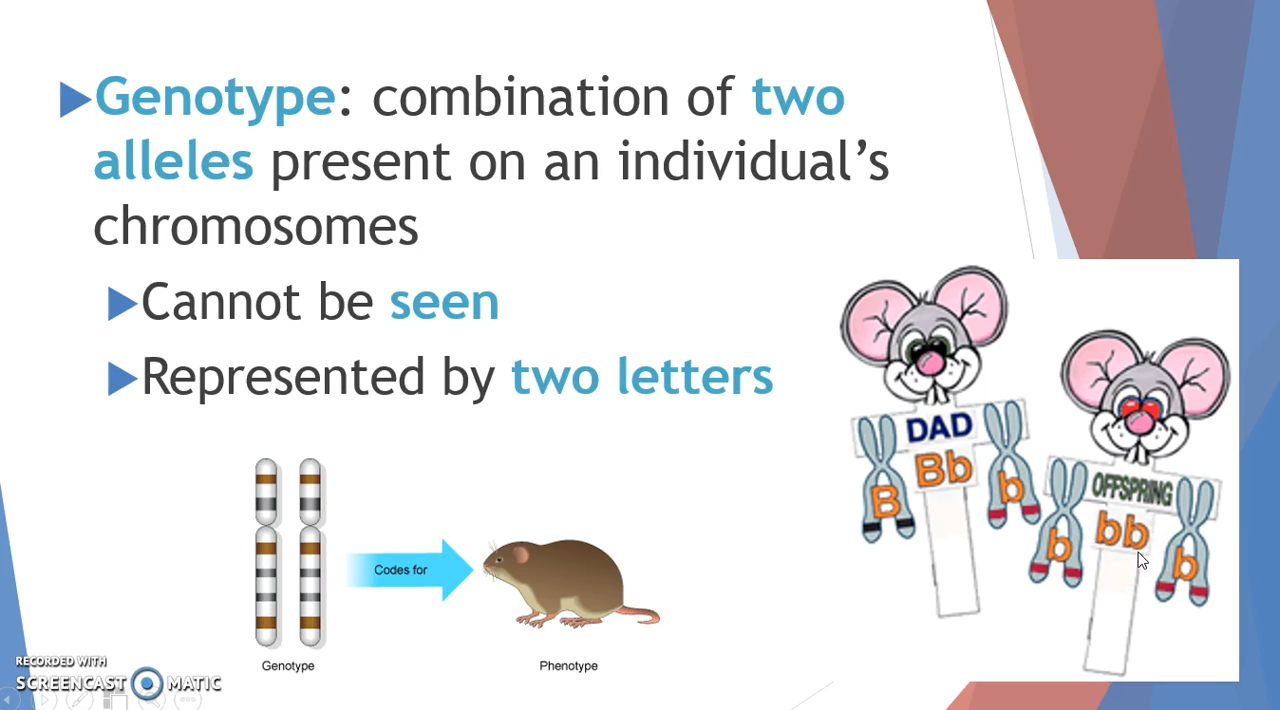 Genotype: combination of two
alleles present on an individual's
chromosomes
Cannot be seen
Represented by two letters
DAD
Bb
B
b
OFFSPRING
bb
b
b
Codes for
Genotype
Phenotype
RECORDED WITH
SCREENCAST MATIC